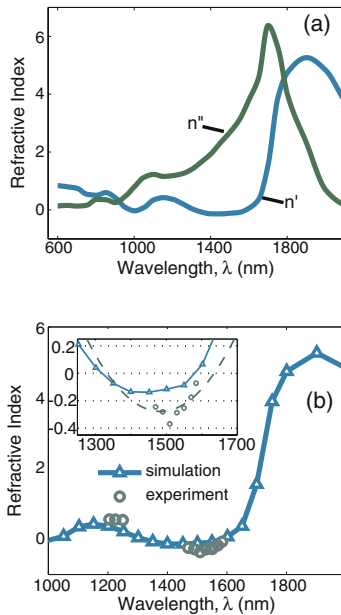 (a)
6
4
2
0
Refractive Index
n"
n'
600
1000
1400
1800
Wavelength, λ (nm)
6
4
2
0
Refractive Index
(b)
0.2
0
-0.2
-0.4
1300
1500
1700
simulation
experiment
1000
1200
1400
1600
1800
Wavelength, λ (nm)